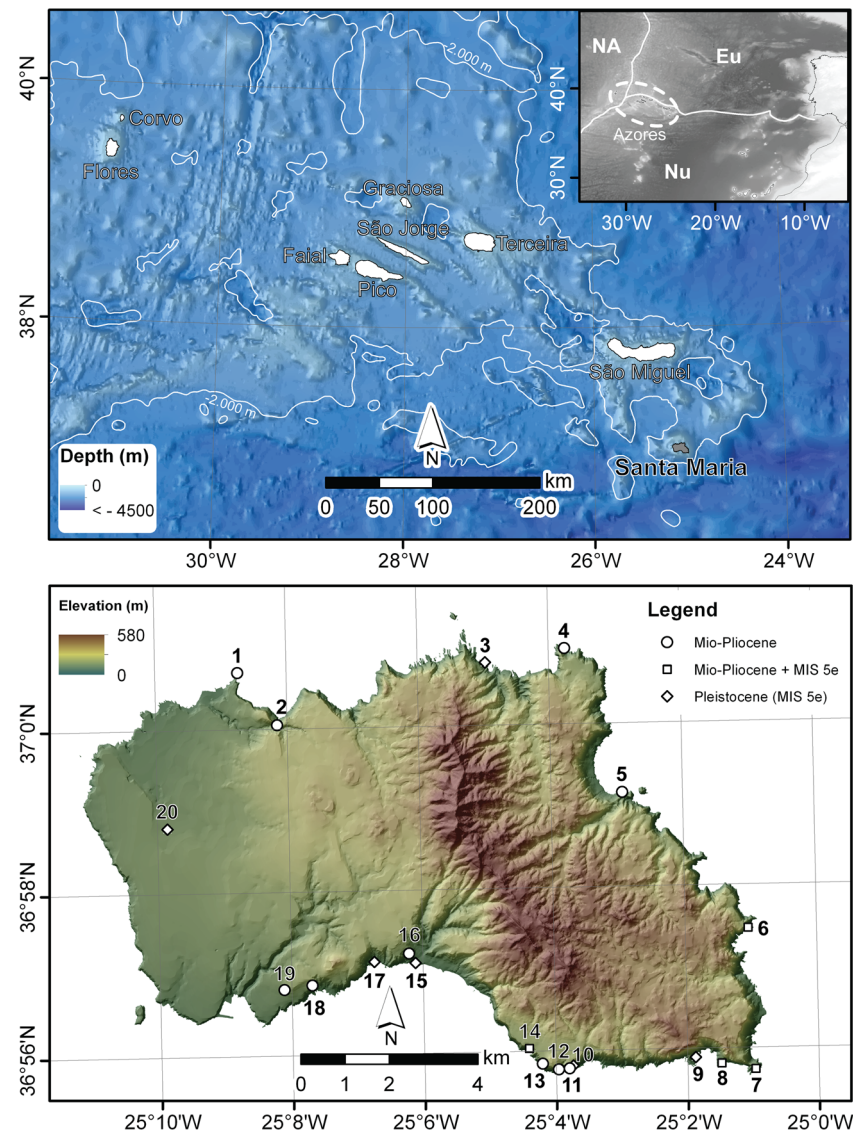 40°N
38°N
-2,000 m
Corvo
Flores
Graciosa
São Jorge
Terceira
Faial
Pico
São Miguel
-2,000 m
Santa Maria
Depth (m)
0
< - 4500
N
km
0 50 100 200
30°W 28°W 26°W 24°W
NA
Eu
Azores
Nu
40°N
30°N
30°W 20°W 10°W
Elevation (m)
580
0
Legend
Mio-Pliocene
Mio-Pliocene + MIS 5e
Pleistocene (MIS 5e)
1
2
3
4
5
20
6
16
19
18
17
15
14
12
10
13
11
9
8
7
N
km
0 1 2 4
37°0'N
36°58'N
36°56'N
25°10'W 25°8'W 25°6'W 25°4'W 25°2'W 25°0'W